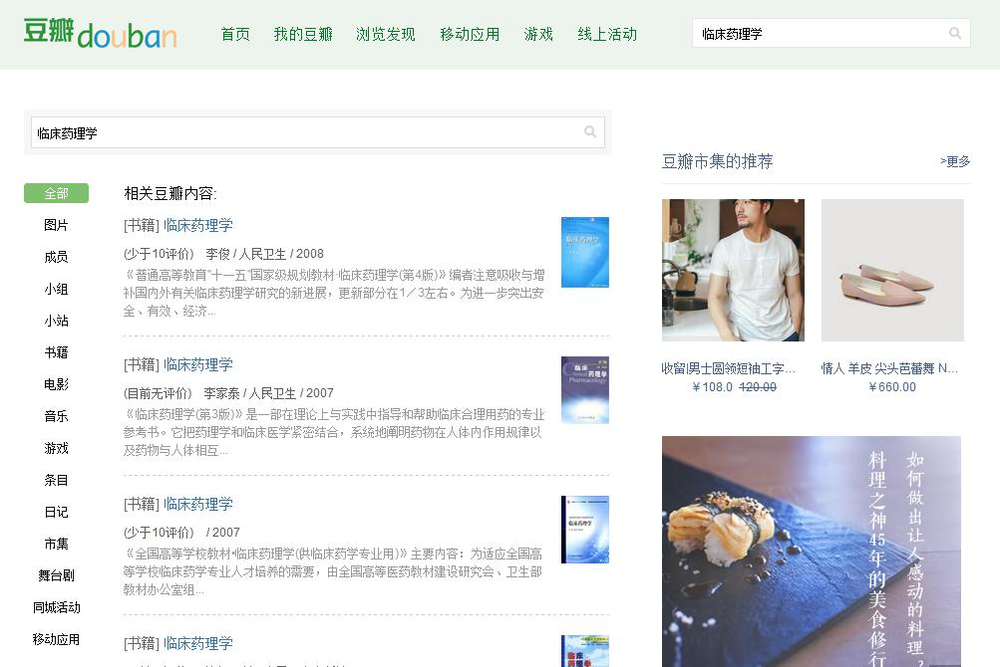 豆瓣douban
首页 我的豆瓣 浏览发现 移动应用 游戏 线上活动
临床药理学
临床药理学
全部
图片
成员
小组
小站
书籍
电影
音乐
游戏
条目
日记
市集
舞台剧
同城活动
移动应用
相关豆瓣内容:
[书籍] 临床药理学
(少于10评价) 李俊 / 人民卫生 / 2008
《普通高等教育"十一五"国家级规划教材·临床药理学(第4版)》编者注意吸收与增
补国内外有关临床药理学研究的新进展，更新部分在1／3左右。为进一步突出安
全、有效、经济...
临床药理学
[书籍] 临床药理学
(目前无评价) 李家泰 / 人民卫生 / 2007
《临床药理学(第3版)》是一部在理论上与实践中指导和帮助临床合理用药的专业
参考书。它把药理学和临床医学紧密结合，系统地阐明药物在人体内作用规律以
及药物与人体相互...
临床
药理学
Pharmacology
[书籍] 临床药理学
(少于10评价) / 2007
《全国高等学校教材•临床药理学(供临床药学专业用)》主要内容：为适应全国高
等学校临床药学专业人才培养的需要，由全国高等医药教材建设研究会、卫生部
教材办公室组...
临床药理学
[书籍] 临床药理学
豆瓣市集的推荐
>更多
收留|男士圆领短袖工字...
￥108.0 120.00
情人 羊皮 尖头芭蕾舞 N...
￥660.00
如何做出让人感动的料理？
料理之神45年的美食修行